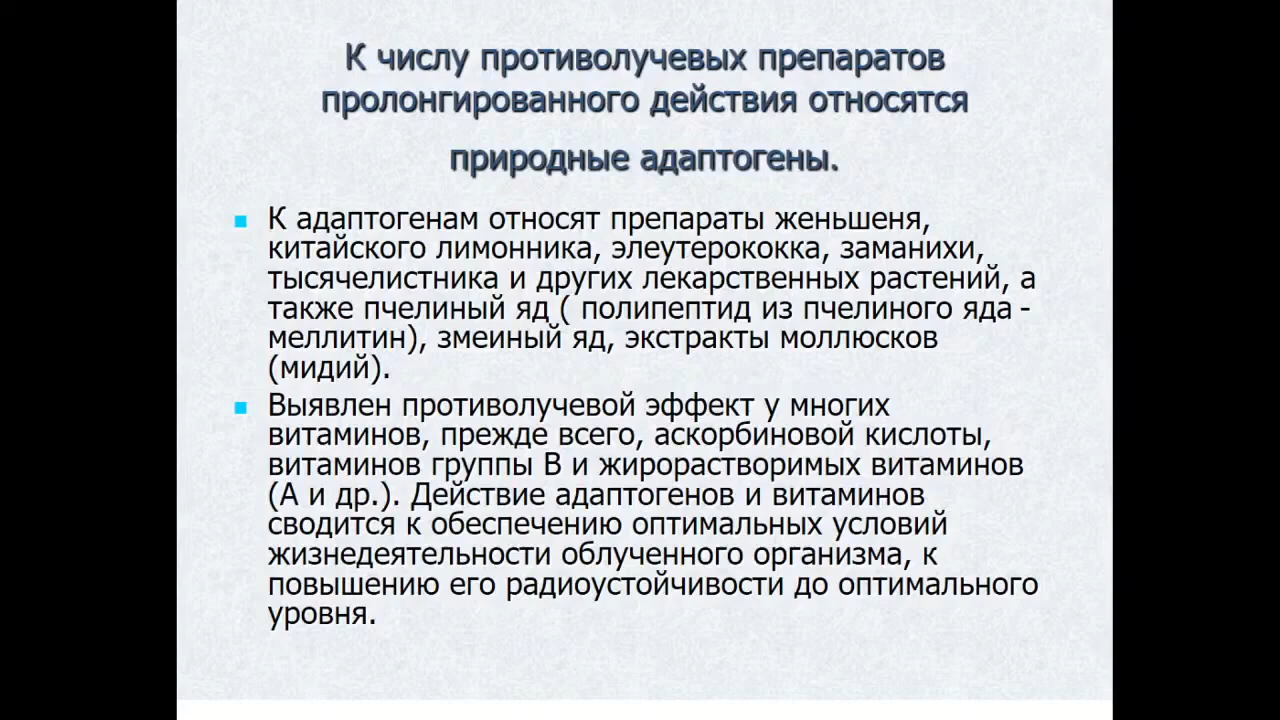 К числу противолучевых препаратов
пролонгированного действия относятся
природные адаптогены.
К адаптогенам относят препараты женьшеня,
китайского лимонника, элеутерококка, заманихи,
тысячелистника и других лекарственных растений, а
также пчелиный яд ( полипептид из пчелиного яда -
меллитин), змеиный яд, экстракты моллюсков
(мидий).
Выявлен противолучевой эффект у многих
витаминов, прежде всего, аскорбиновой кислоты,
витаминов группы В и жирорастворимых витаминов
(А и др.). Действие адаптогенов и витаминов
сводится к обеспечению оптимальных условий
жизнедеятельности облученного организма, к
повышению его радиоустойчивости до оптимального
уровня.